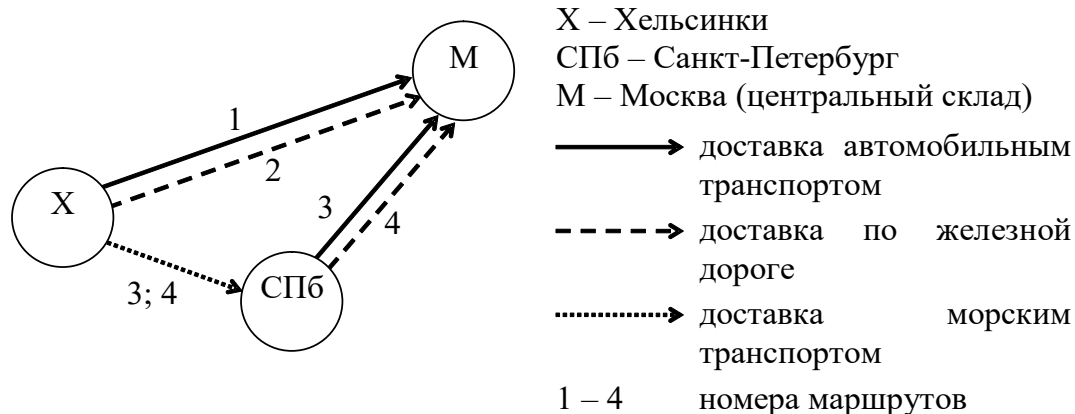 М
1
2
Х
3
4
3; 4
СПб
Х – Хельсинки
СПб – Санкт-Петербург
М – Москва (центральный склад)
доставка автомобильным
транспортом
доставка по железной
дороге
доставка морским
транспортом
1 – 4 номера маршрутов